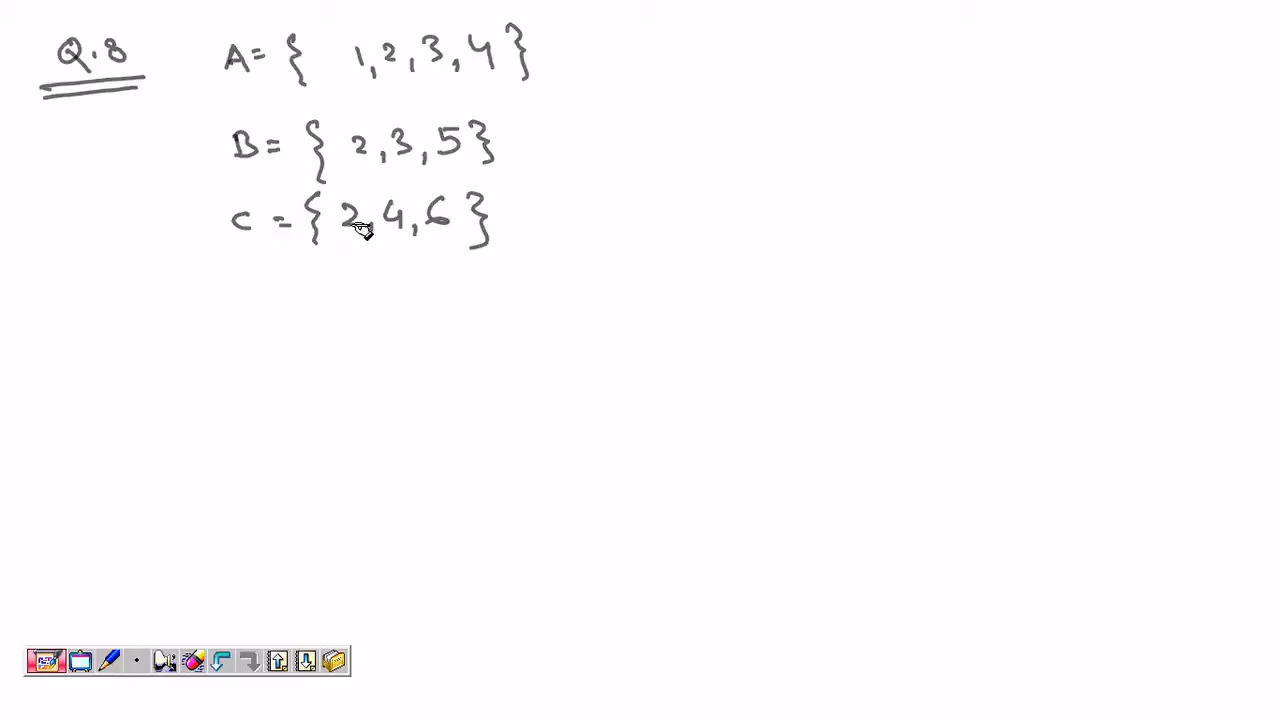 Q.8 A= { 1,2,3,4 }
B= { 2,3,5 }
C = { 2,4,6 }